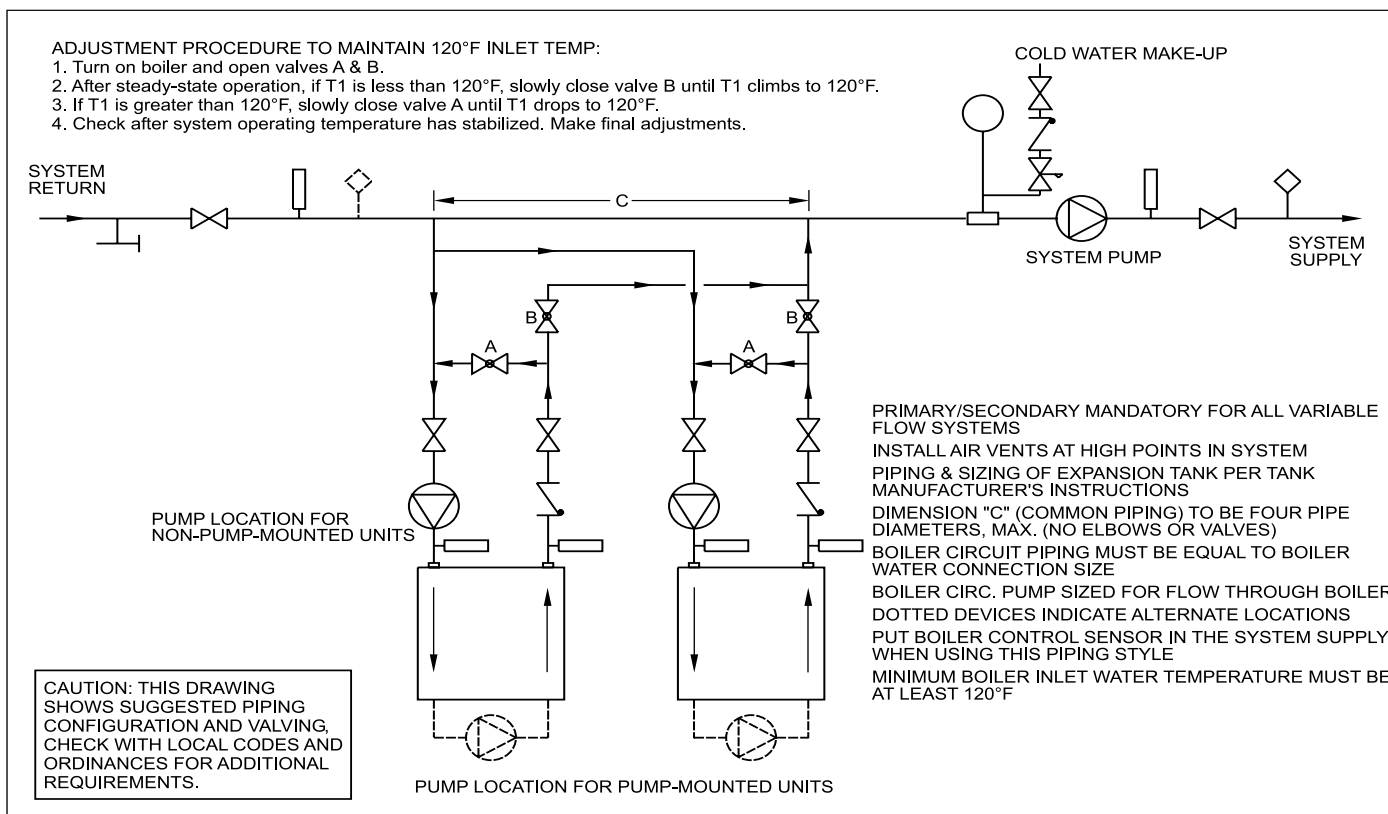 ADJUSTMENT PROCEDURE TO MAINTAIN 120°F INLET TEMP:
1. Turn on boiler and open valves A & B.
2. After steady-state operation, if T1 is less than 120°F, slowly close valve B until T1 climbs to 120°F.
3. If T1 is greater than 120°F, slowly close valve A until T1 drops to 120°F.
4. Check after system operating temperature has stabilized. Make final adjustments.
COLD WATER MAKE-UP
SYSTEM
RETURN
C
SYSTEM PUMP
SYSTEM
SUPPLY
B
B
A
A
PUMP LOCATION FOR
NON-PUMP-MOUNTED UNITS
PRIMARY/SECONDARY MANDATORY FOR ALL VARIABLE
FLOW SYSTEMS
INSTALL AIR VENTS AT HIGH POINTS IN SYSTEM
PIPING & SIZING OF EXPANSION TANK PER TANK
MANUFACTURER'S INSTRUCTIONS
DIMENSION "C" (COMMON PIPING) TO BE FOUR PIPE
DIAMETERS, MAX. (NO ELBOWS OR VALVES)
BOILER CIRCUIT PIPING MUST BE EQUAL TO BOILER
WATER CONNECTION SIZE
BOILER CIRC. PUMP SIZED FOR FLOW THROUGH BOILER
DOTTED DEVICES INDICATE ALTERNATE LOCATIONS
PUT BOILER CONTROL SENSOR IN THE SYSTEM SUPPLY
WHEN USING THIS PIPING STYLE
MINIMUM BOILER INLET WATER TEMPERATURE MUST BE
AT LEAST 120°F
CAUTION: THIS DRAWING
SHOWS SUGGESTED PIPING
CONFIGURATION AND VALVING,
CHECK WITH LOCAL CODES AND
ORDINANCES FOR ADDITIONAL
REQUIREMENTS.
PUMP LOCATION FOR PUMP-MOUNTED UNITS